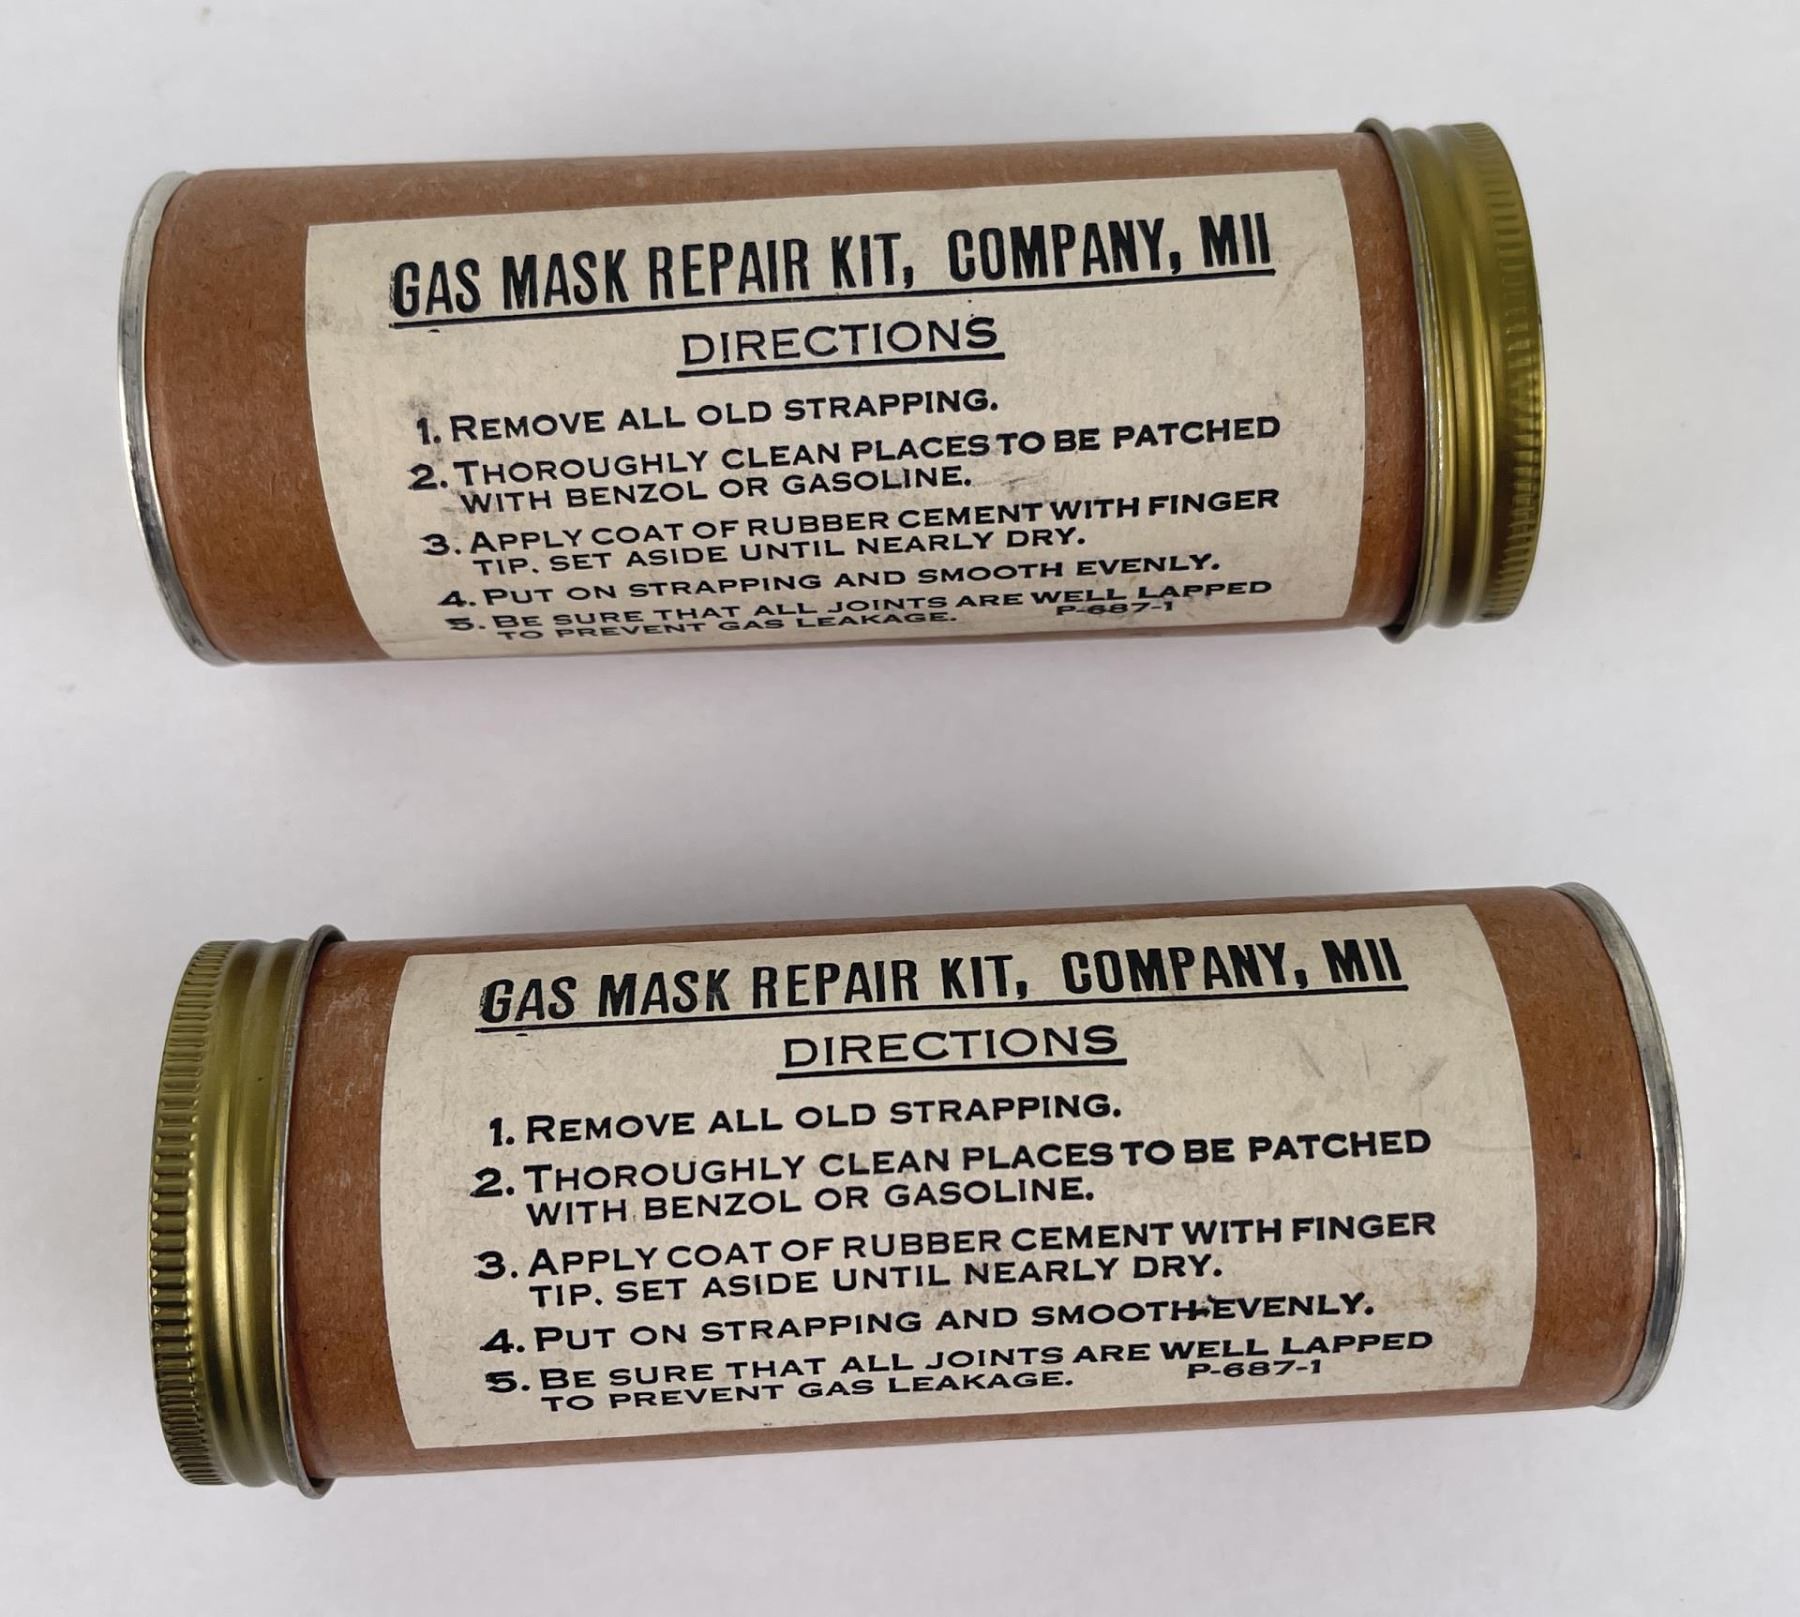 GAS MASK REPAIR KIT, COMPANY, MII
DIRECTIONS
1. REMOVE ALL OLD STRAPPING.
2. THOROUGHLY CLEAN PLACES TO BE PATCHED
WITH BENZOL OR GASOLINE.
3. APPLY COAT OF RUBBER CEMENT WITH FINGER
TIP. SET ASIDE UNTIL NEARLY DRY.
4. PUT ON STRAPPING AND SMOOTH EVENLY.
5. BE SURE THAT ALL JOINTS ARE WELL LAPPED
TO PREVENT GAS LEAKAGE. P-687-1
GAS MASK REPAIR KIT, COMPANY, MII
DIRECTIONS
1. REMOVE ALL OLD STRAPPING.
2. THOROUGHLY CLEAN PLACES TO BE PATCHED
WITH BENZOL OR GASOLINE.
3. APPLY COAT OF RUBBER CEMENT WITH FINGER
TIP. SET ASIDE UNTIL NEARLY DRY.
4. PUT ON STRAPPING AND SMOOTH EVENLY.
5. BE SURE THAT ALL JOINTS ARE WELL LAPPED
TO PREVENT GAS LEAKAGE. P-687-1